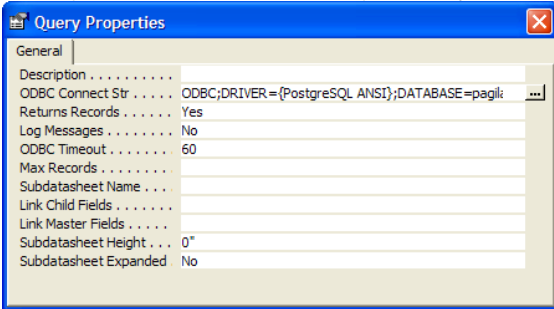 Query Properties
General
Description . . . . . . . . . .
ODBC Connect Str . . . . . ODBC;DRIVER={PostgreSQL ANSI};DATABASE=pagila ...
Returns Records . . . . . . Yes
Log Messages . . . . . . . . No
ODBC Timeout . . . . . . . 60
Max Records . . . . . . . .
Subdatasheet Name . . .
Link Child Fields . . . . . . .
Link Master Fields . . . . .
Subdatasheet Height . . . 0"
Subdatasheet Expanded No